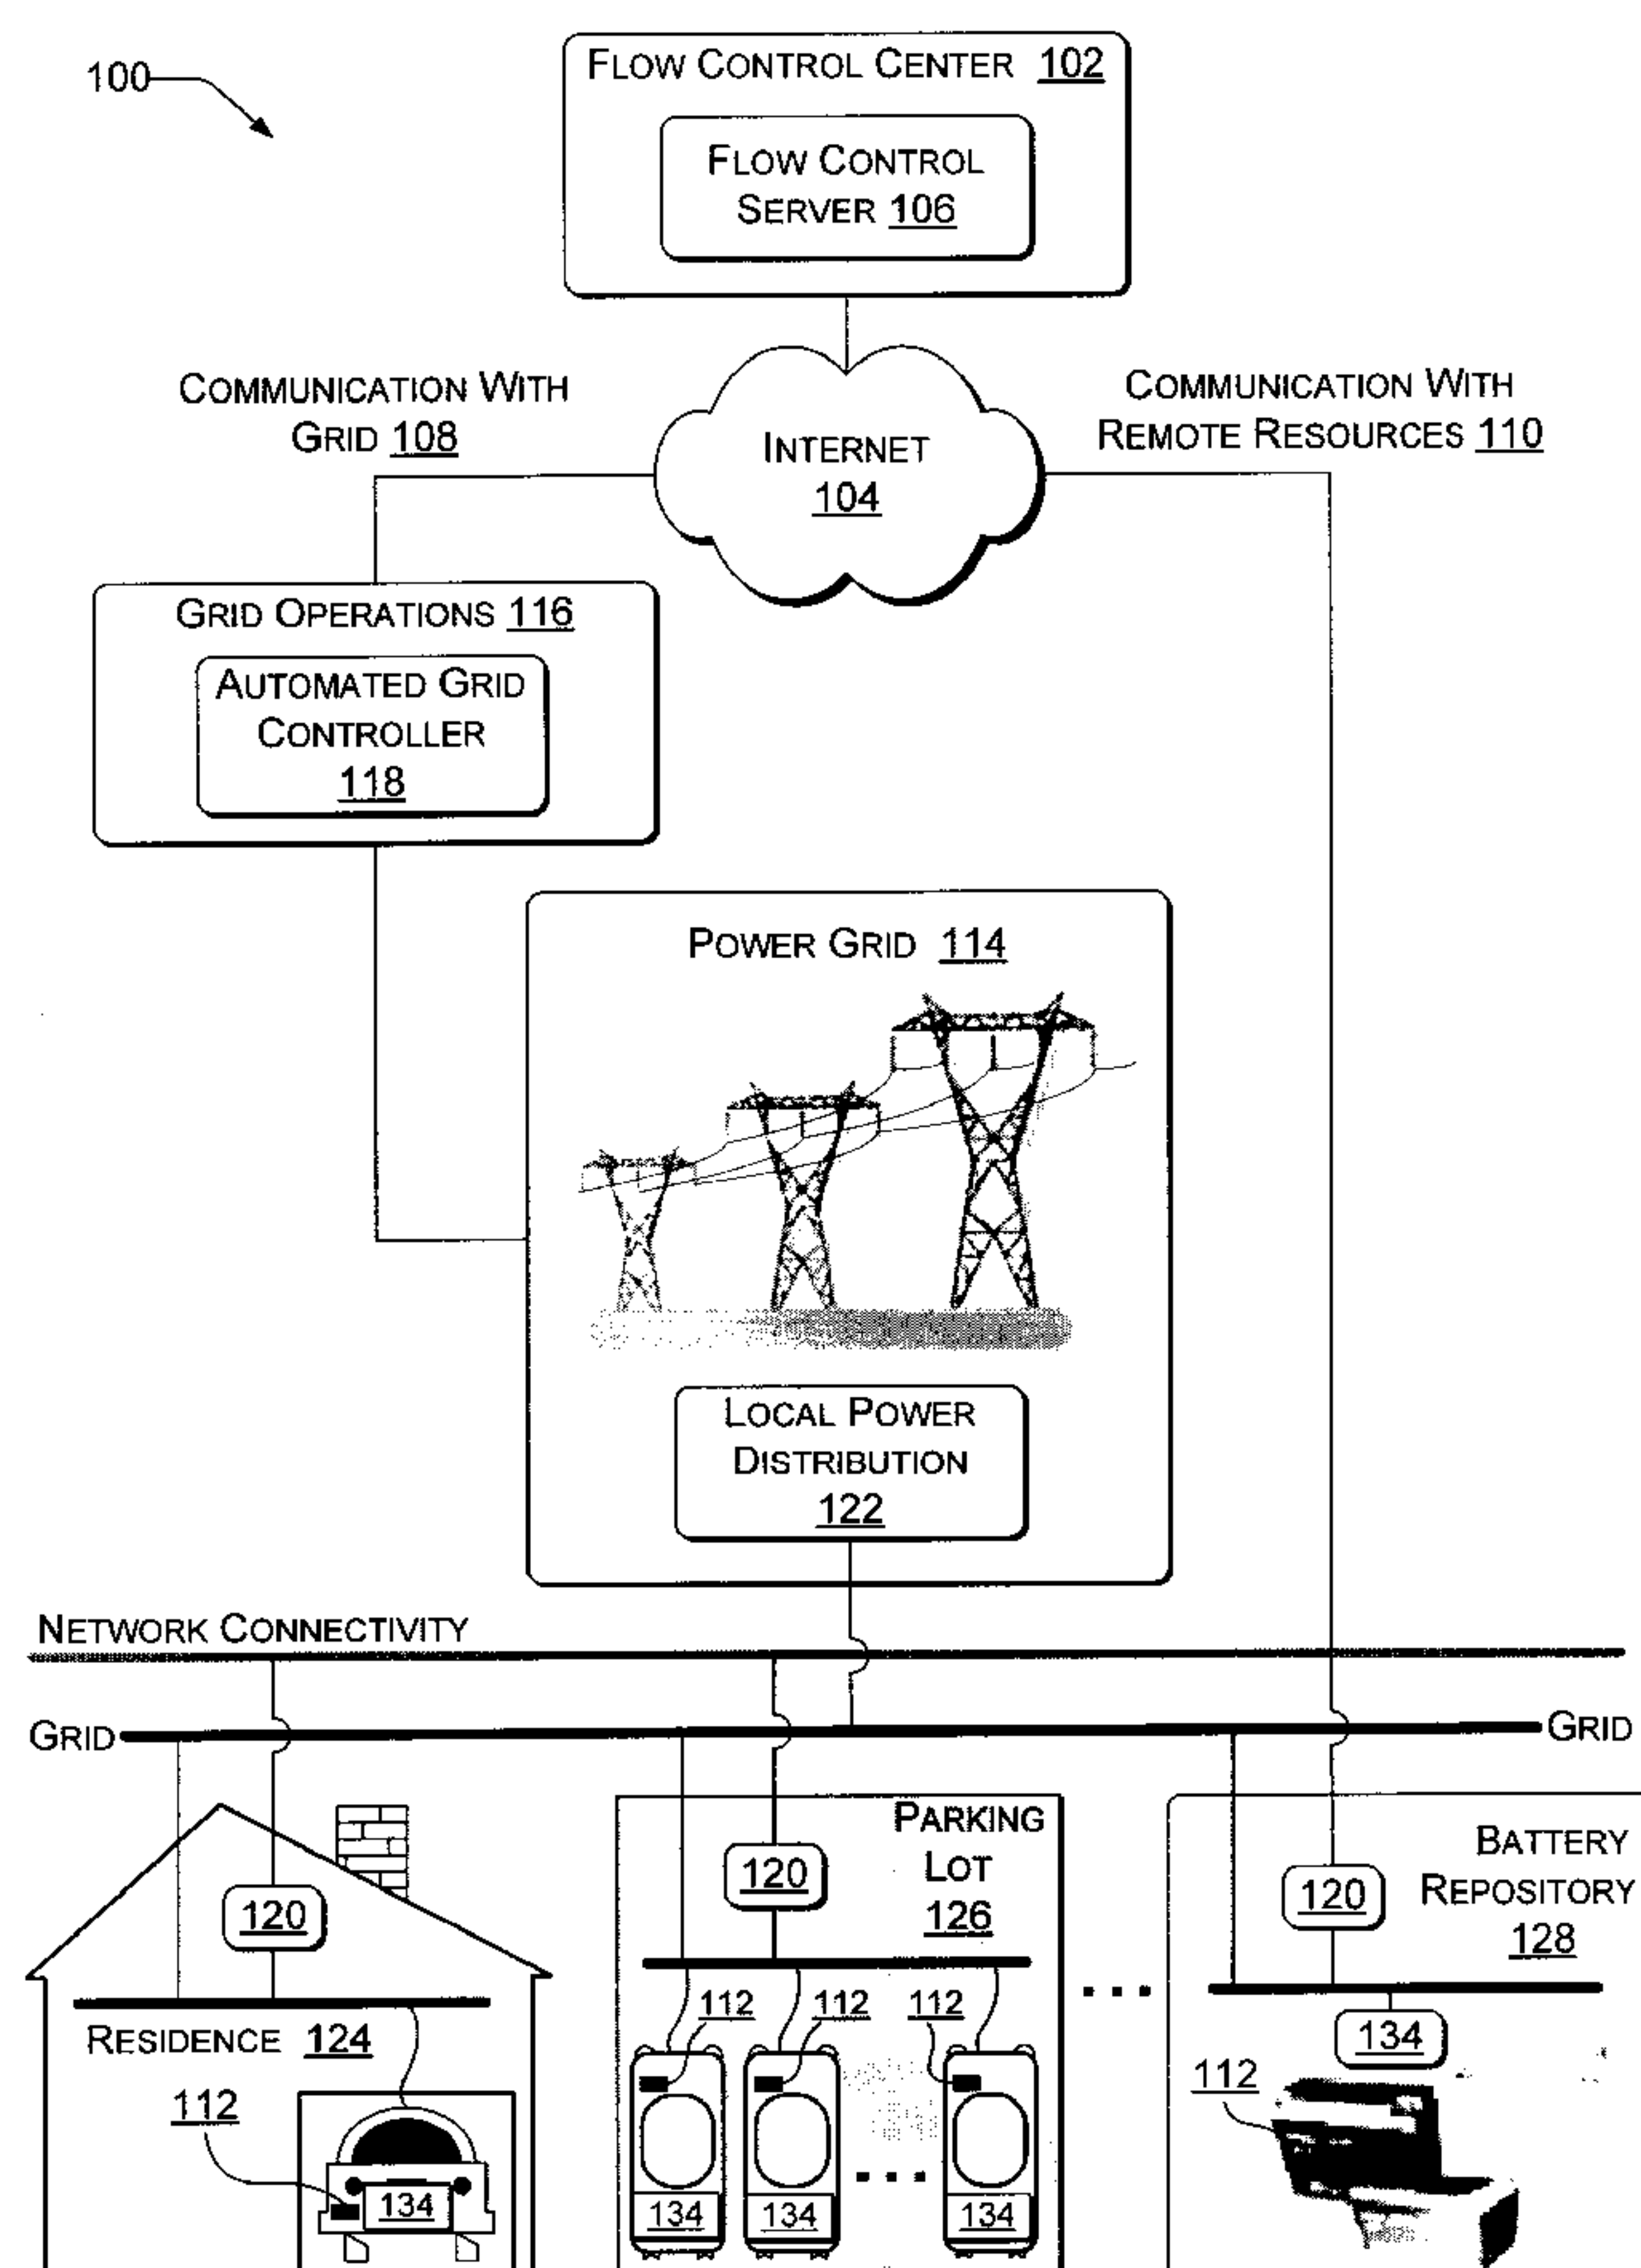 100
FLOW CONTROL CENTER 102
FLOW CONTROL
SERVER 106
COMMUNICATION WITH
GRID 108
COMMUNICATION WITH
REMOTE RESOURCES 110
INTERNET
104
GRID OPERATIONS 116
AUTOMATED GRID
CONTROLLER
118
POWER GRID 114
LOCAL POWER
DISTRIBUTION
122
NETWORK CONNECTIVITY
GRID
GRID
120
RESIDENCE 124
112
134
PARKING
LOT
126
120
112
112
112
134
134
134
BATTERY
REPOSITORY
128
120
134
112